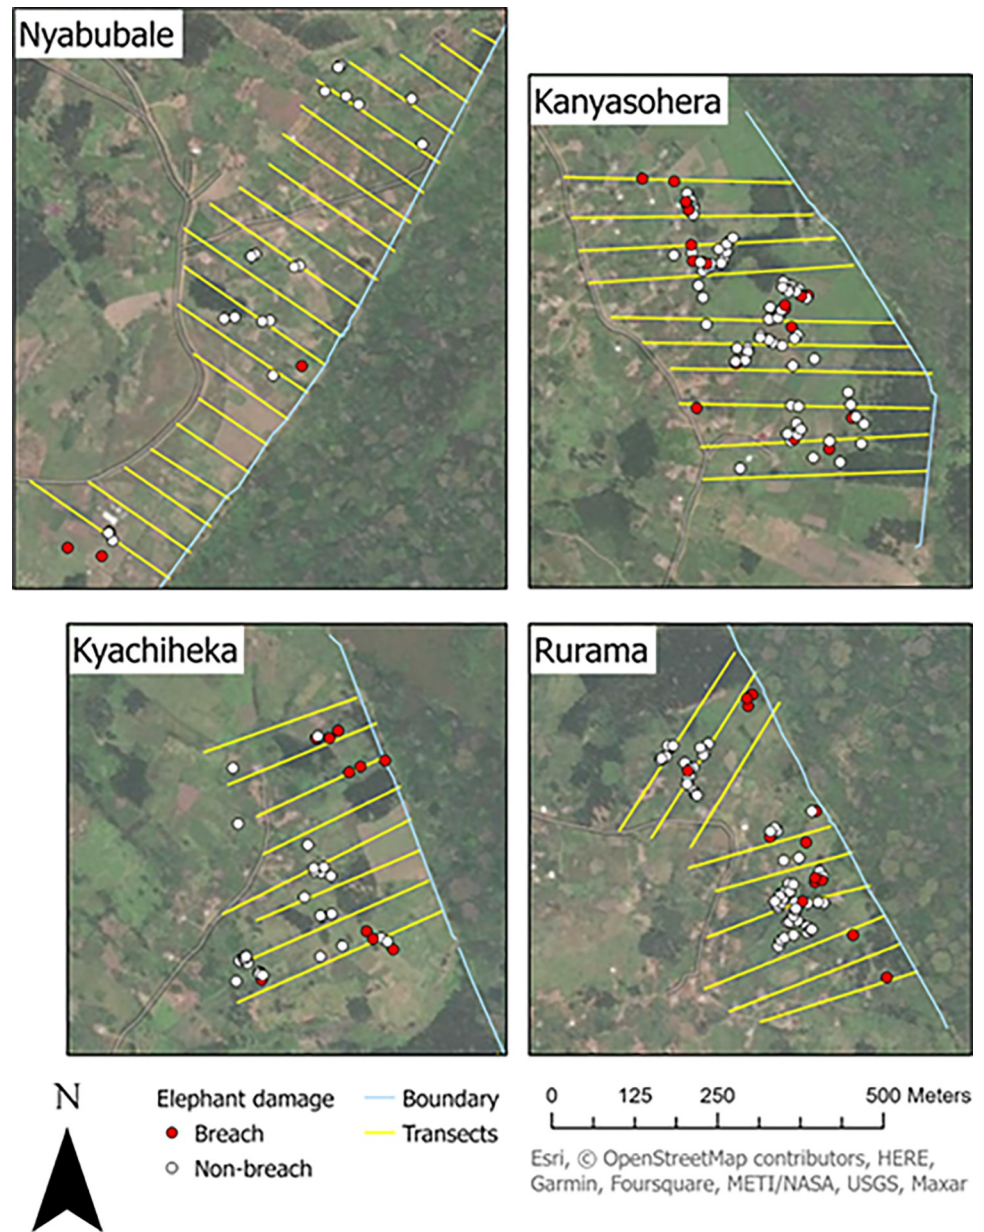 Nyabubale
Kanyasohera
Kyachiheka
Rurama
N
Elephant damage
Breach
Non-breach
Boundary
Transects
0 125 250 500 Meters
Esri, © OpenStreetMap contributors, HERE,
Garmin, Foursquare, METI/NASA, USGS, Maxar